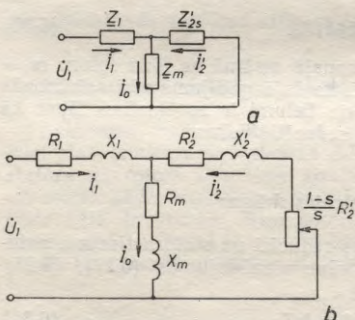 Z₁ Z'₂ₛ
İ₁ İ'₂
U̇₁ İ₀ Zₘ
a
R₁ X₁ R'₂ X'₂
İ₁ İ'₂
U̇₁ Rₘ (1-s)/s R'₂
İ₀ Xₘ
b